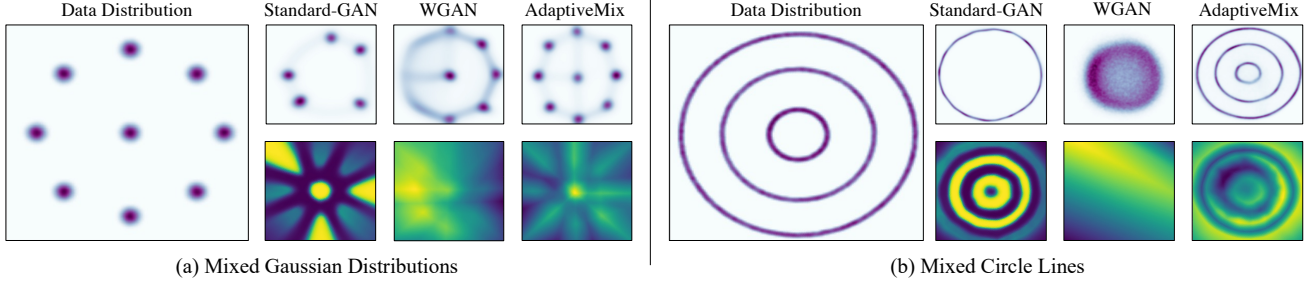 Data Distribution Standard-GAN WGAN AdaptiveMix
Data Distribution Standard-GAN WGAN AdaptiveMix
(a) Mixed Gaussian Distributions
(b) Mixed Circle Lines